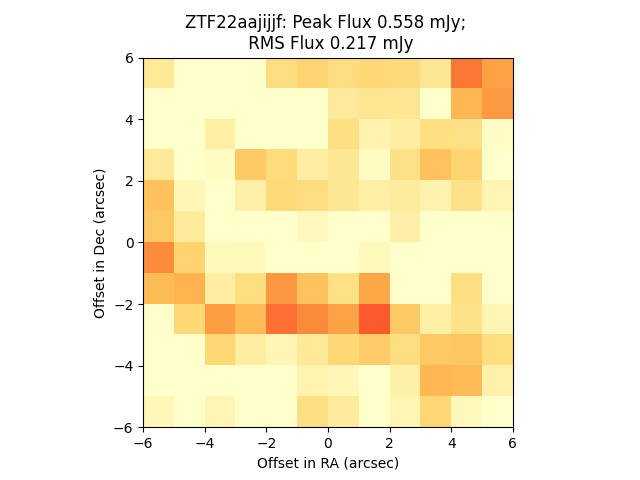 ZTF22aajijjf: Peak Flux 0.558 mJy;
RMS Flux 0.217 mJy
6
4
2
0
−2
−4
−6
Offset in Dec (arcsec)
−6 −4 −2 0 2 4 6
Offset in RA (arcsec)